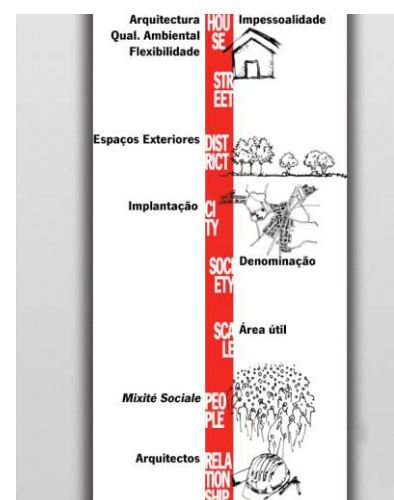 Arquitectura
Qual. Ambiental
Flexibilidade
HOU
SE
Impessoalidade
STR
EET
Espaços Exteriores
DIST
RICT
Implantação
CI
TY
SOCI
ETY
Denominação
SCA
LE
Área útil
Mixité Sociale
PEO
PLE
Arquitectos
RELA
TION
SHIP